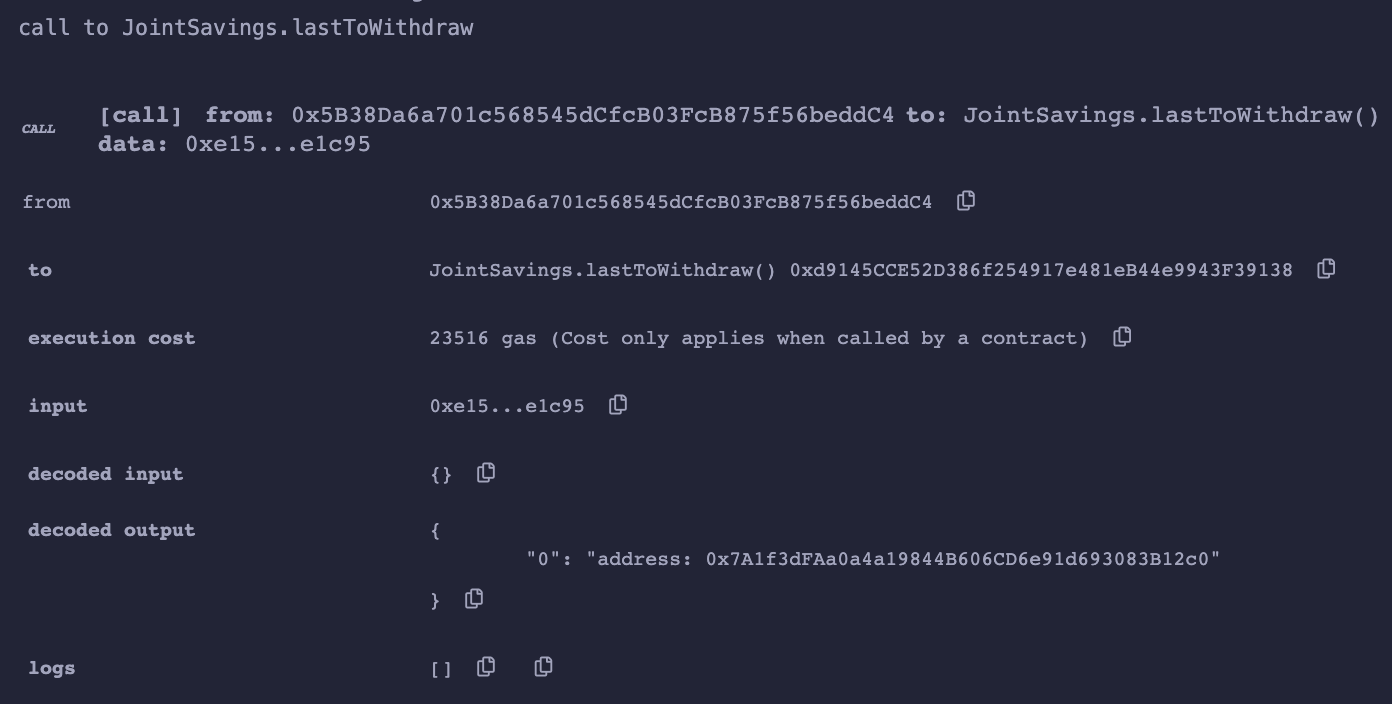 call to JointSavings.lastToWithdraw
CALL [call] from: 0x5B38Da6a701c568545dCfcB03FcB875f56beddC4 to: JointSavings.lastToWithdraw()
data: 0xe15...e1c95
from 0x5B38Da6a701c568545dCfcB03FcB875f56beddC4
to JointSavings.lastToWithdraw() 0xd9145CCE52D386f254917e481eB44e9943F39138
execution cost 23516 gas (Cost only applies when called by a contract)
input 0xe15...e1c95
decoded input {}
decoded output {
"0": "address: 0x7A1f3dFAa0a4a19844B606CD6e91d693083B12c0"
}
logs []